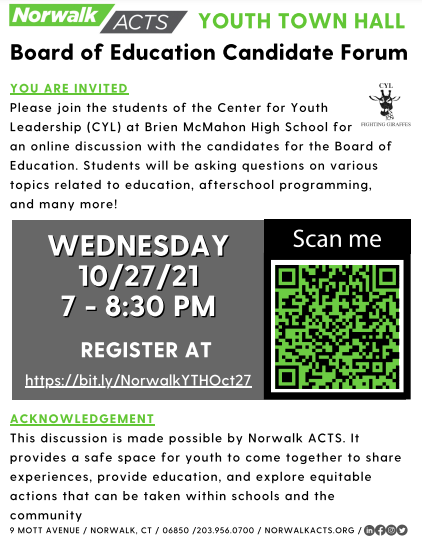 Norwalk ACTS YOUTH TOWN HALL
Board of Education Candidate Forum
YOU ARE INVITED
CYL
FIGHTING GIRAFFES
Please join the students of the Center for Youth
Leadership (CYL) at Brien McMahon High School for
an online discussion with the candidates for the Board of
Education. Students will be asking questions on various
topics related to education, afterschool programming,
and many more!
WEDNESDAY
10/27/21
7 - 8:30 PM
REGISTER AT
https://bit.ly/NorwalkYTHOct27
Scan me
ACKNOWLEDGEMENT
This discussion is made possible by Norwalk ACTS. It
provides a safe space for youth to come together to share
experiences, provide education, and explore equitable
actions that can be taken within schools and the
community
9 MOTT AVENUE / NORWALK, CT / 06850 /203.956.0700 / NORWALKACTS.ORG /